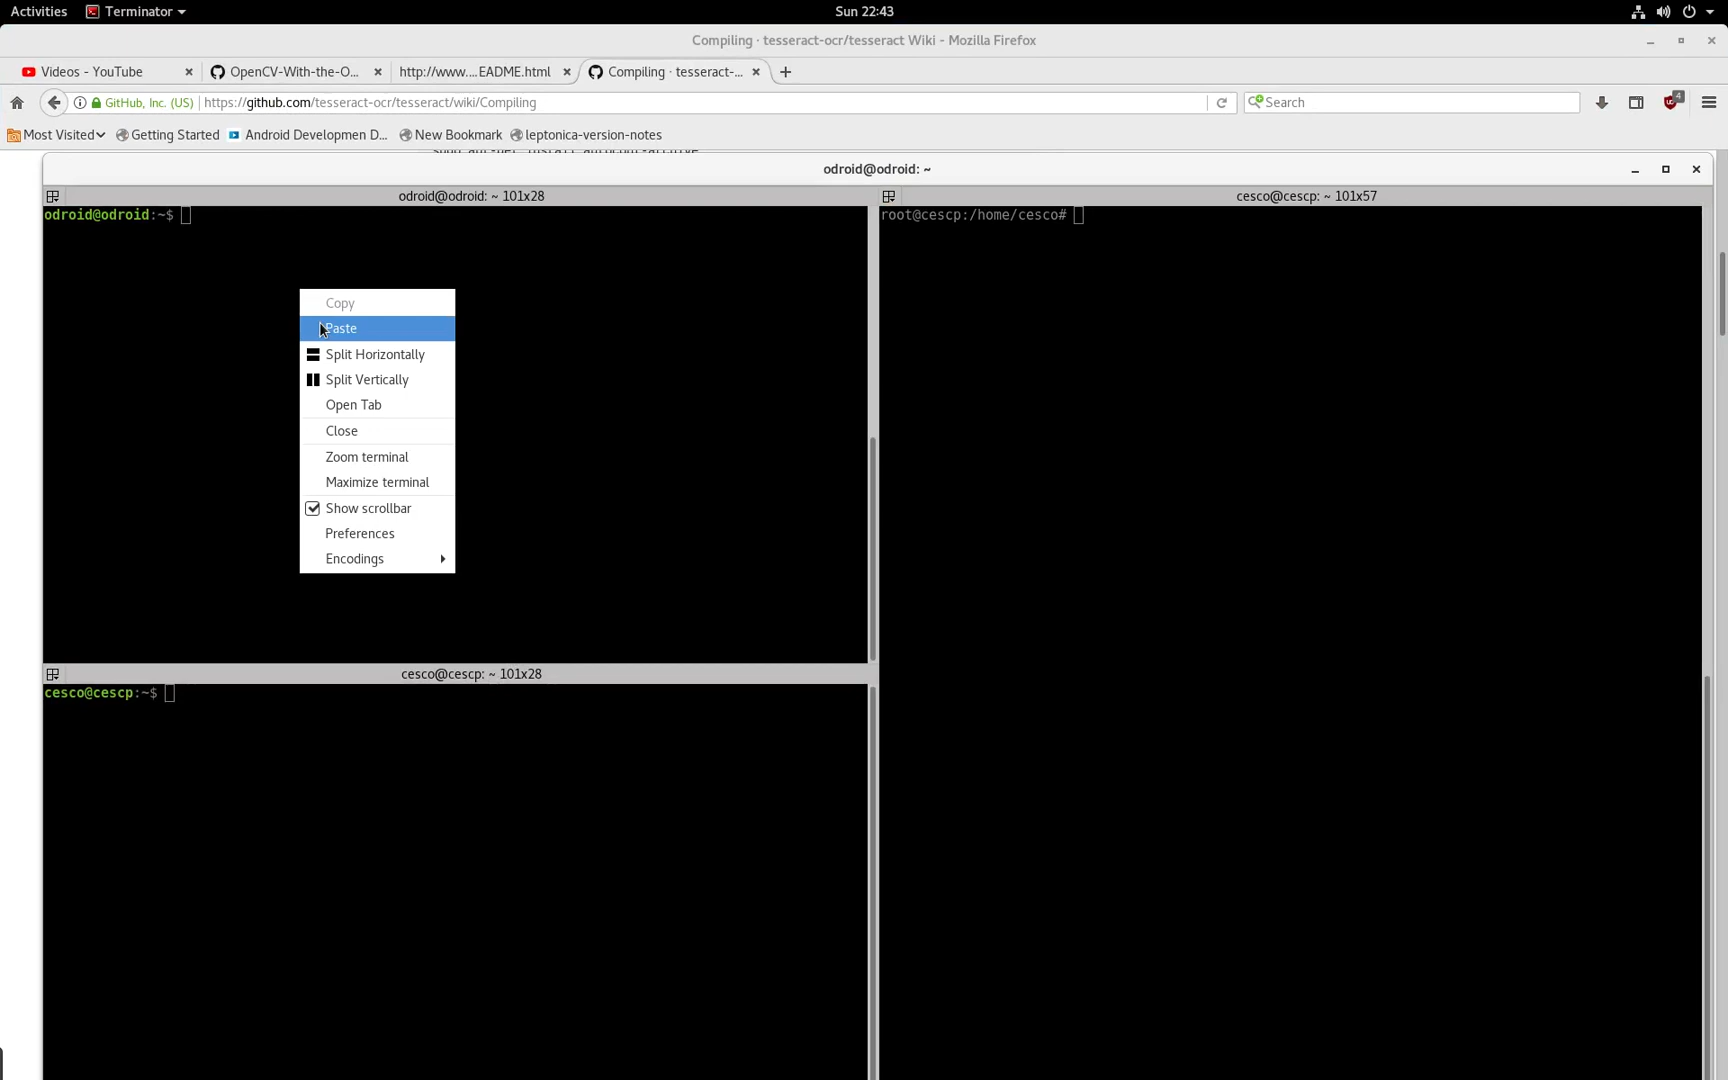 Activities Terminator Sun 22:43
Compiling · tesseract-ocr/tesseract Wiki - Mozilla Firefox
Videos - YouTube OpenCV-With-the-O... http://www....EADME.html Compiling · tesseract-...
GitHub, Inc. (US) https://github.com/tesseract-ocr/tesseract/wiki/Compiling Search 4
Most Visited Getting Started Android Developmen D... New Bookmark leptonica-version-notes
odroid@odroid: ~
odroid@odroid: ~ 101x28
odroid@odroid:~$
Copy
Paste
Split Horizontally
Split Vertically
Open Tab
Close
Zoom terminal
Maximize terminal
Show scrollbar
Preferences
Encodings
cesco@cescp: ~ 101x28
cesco@cescp:~$
cesco@cescp: ~ 101x57
root@cescp:/home/cesco#